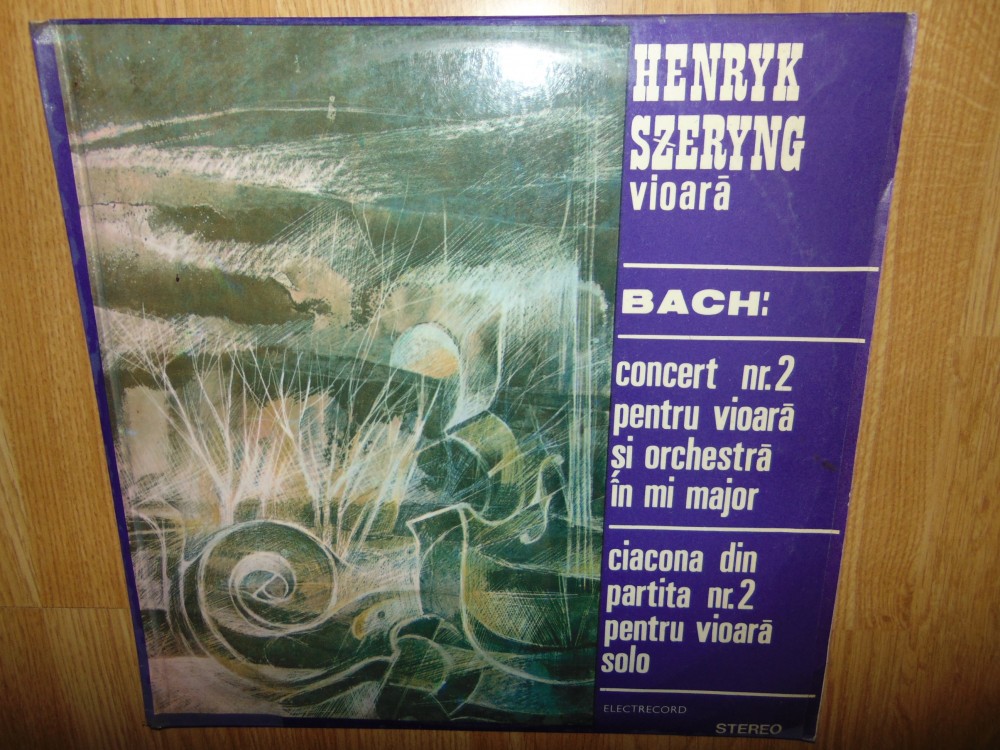 HENRYK
SZERYNG
vioară
BACH:
concert nr. 2
pentru vioară
și orchestră
în mi major
ciacona din
partita nr. 2
pentru vioară
solo
ELECTRECORD
STEREO